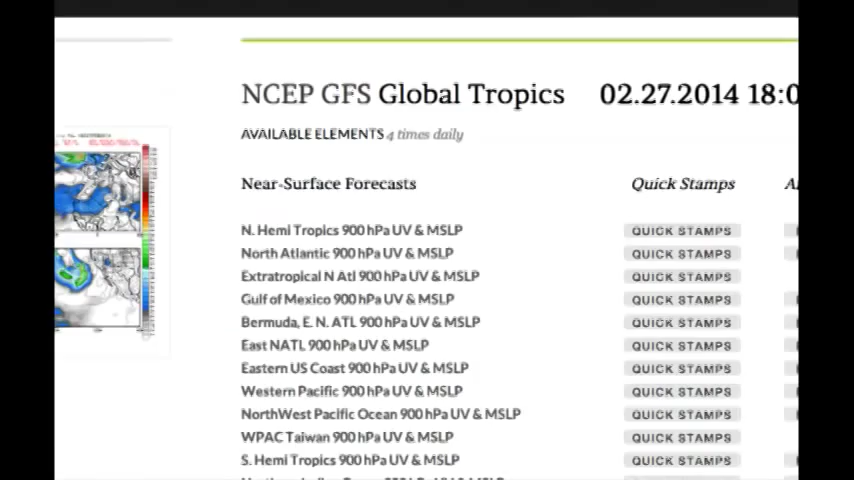 NCEP GFS Global Tropics 02.27.2014 18:0
AVAILABLE ELEMENTS 4 times daily
Near-Surface Forecasts Quick Stamps
N. Hemi Tropics 900 hPa UV & MSLP QUICK STAMPS
North Atlantic 900 hPa UV & MSLP QUICK STAMPS
Extratropical N Atl 900 hPa UV & MSLP QUICK STAMPS
Gulf of Mexico 900 hPa UV & MSLP QUICK STAMPS
Bermuda, E. N. ATL 900 hPa UV & MSLP QUICK STAMPS
East NATL 900 hPa UV & MSLP QUICK STAMPS
Eastern US Coast 900 hPa UV & MSLP QUICK STAMPS
Western Pacific 900 hPa UV & MSLP QUICK STAMPS
NorthWest Pacific Ocean 900 hPa UV & MSLP QUICK STAMPS
WPAC Taiwan 900 hPa UV & MSLP QUICK STAMPS
S. Hemi Tropics 900 hPa UV & MSLP QUICK STAMPS